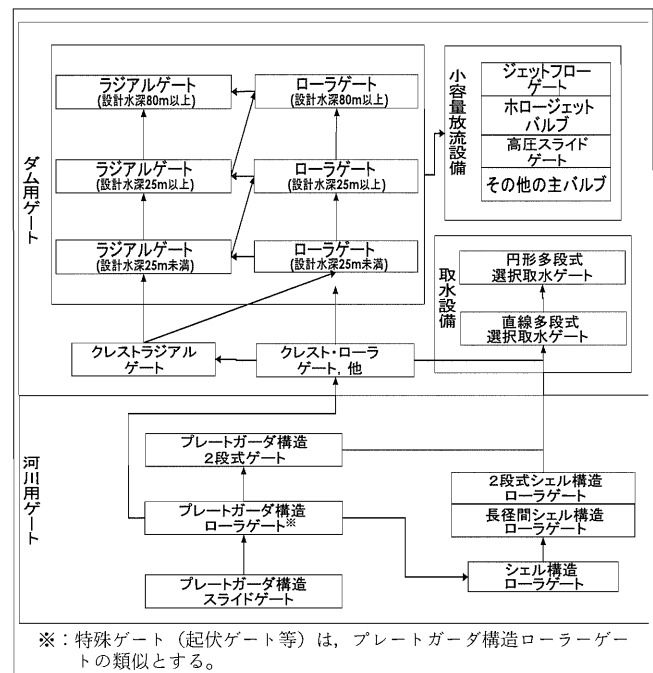 ダム用ゲート
ラジアルゲート
(設計水深80m以上)
ローラゲート
(設計水深80m以上)
ラジアルゲート
(設計水深25m以上)
ローラゲート
(設計水深25m以上)
ラジアルゲート
(設計水深25m未満)
ローラゲート
(設計水深25m未満)
クレストラジアル
ゲート
クレスト・ローラ
ゲート, 他
小容量放流設備
ジェットフロー
ゲート
ホロージェット
バルブ
高圧スライド
ゲート
その他の主バルブ
取水設備
円形多段式
選択取水ゲート
直線多段式
選択取水ゲート
河川用ゲート
プレートガーダ構造
2段式ゲート
プレートガーダ構造
ローラゲート※
プレートガーダ構造
スライドゲート
2段式シェル構造
ローラゲート
長径間シェル構造
ローラゲート
シェル構造
ローラゲート
※：特殊ゲート（起伏ゲート等）は，プレートガーダ構造ローラーゲー
トの類似とする。